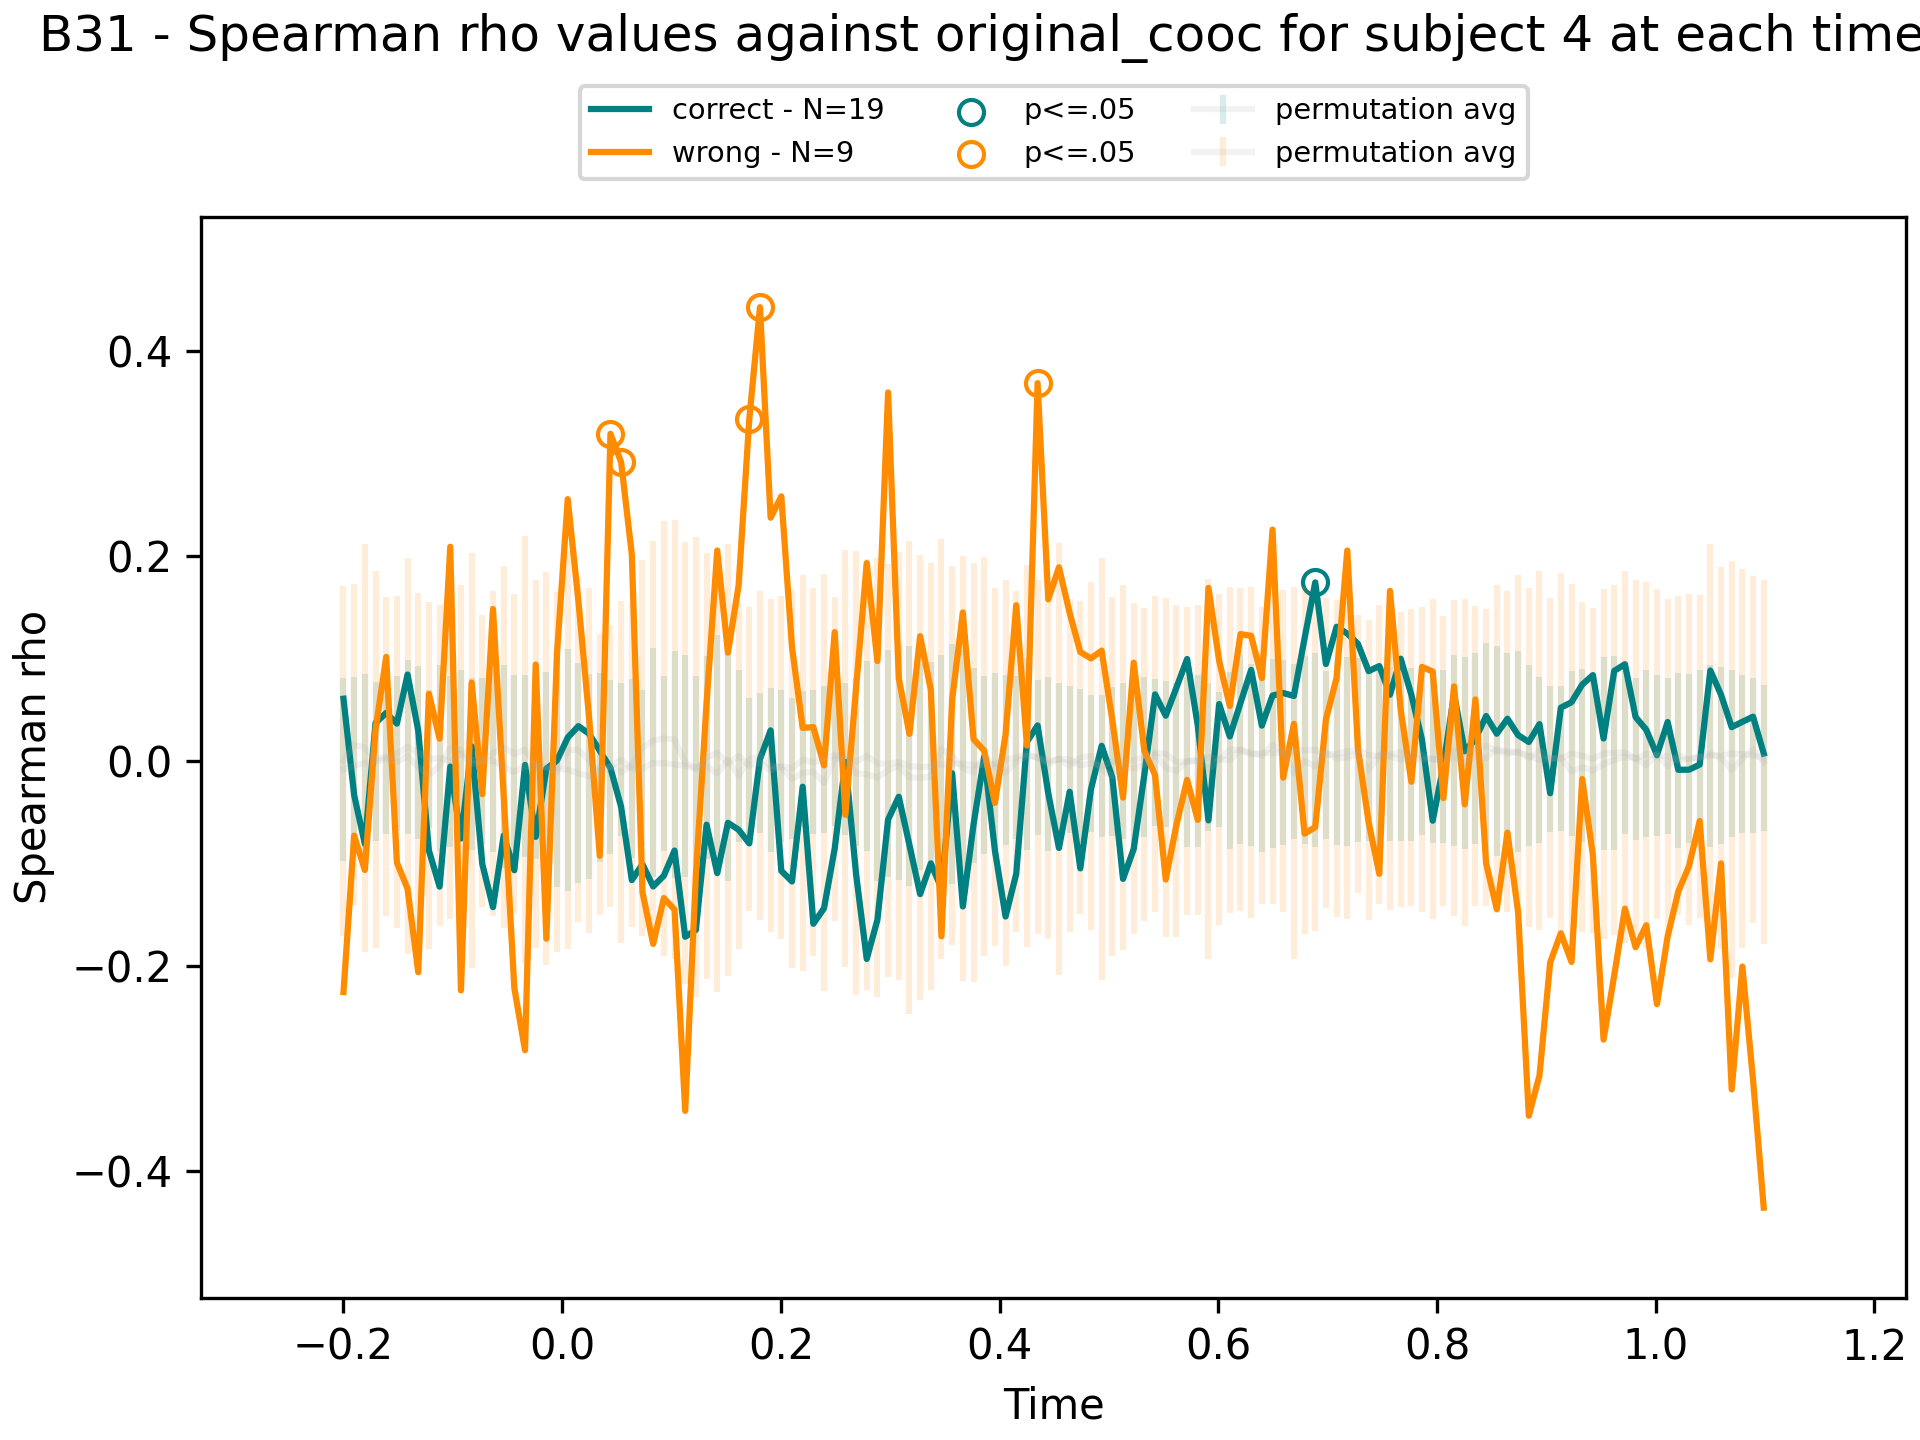 B31 - Spearman rho values against original_cooc for subject 4 at each time
correct - N=19
wrong - N=9
p<=.05
p<=.05
permutation avg
permutation avg
Spearman rho
0.4
0.2
0.0
−0.2
−0.4
−0.2 0.0 0.2 0.4 0.6 0.8 1.0 1.2
Time